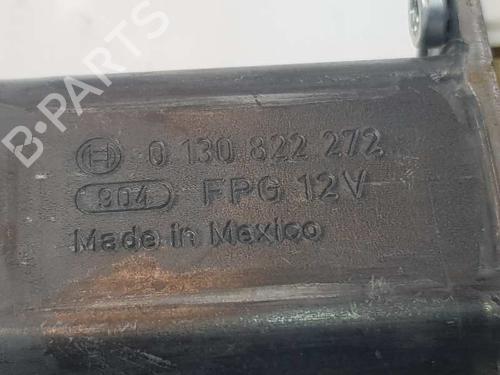 B-PARTS
0 130 822 272
904 FPG 12V
Made in Mexico